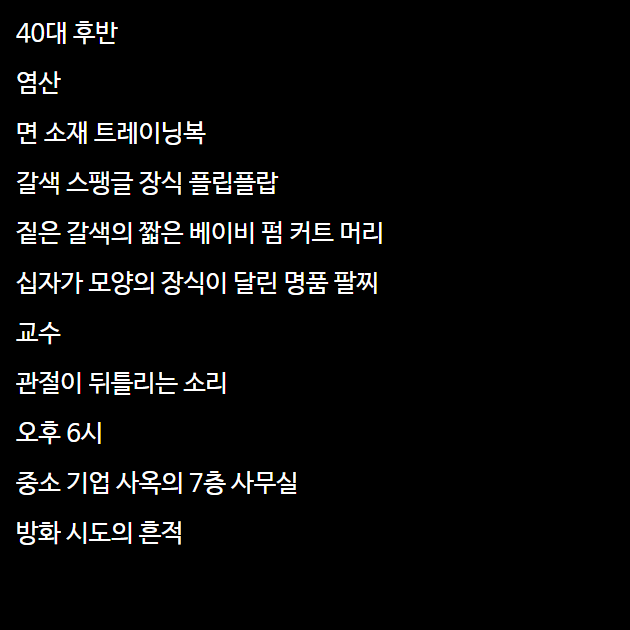 40대 후반
염산
면 소재 트레이닝복
갈색 스팽글 장식 플립플랍
짙은 갈색의 짧은 베이비 펌 커트 머리
십자가 모양의 장식이 달린 명품 팔찌
교수
관절이 뒤틀리는 소리
오후 6시
중소 기업 사옥의 7층 사무실
방화 시도의 흔적